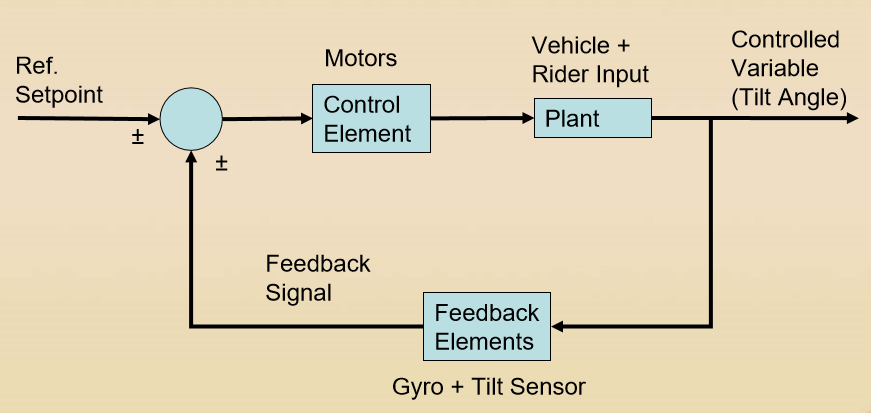 Ref.
Setpoint
±
±
Motors
Control
Element
Vehicle +
Rider Input
Plant
Controlled
Variable
(Tilt Angle)
Feedback
Signal
Feedback
Elements
Gyro + Tilt Sensor